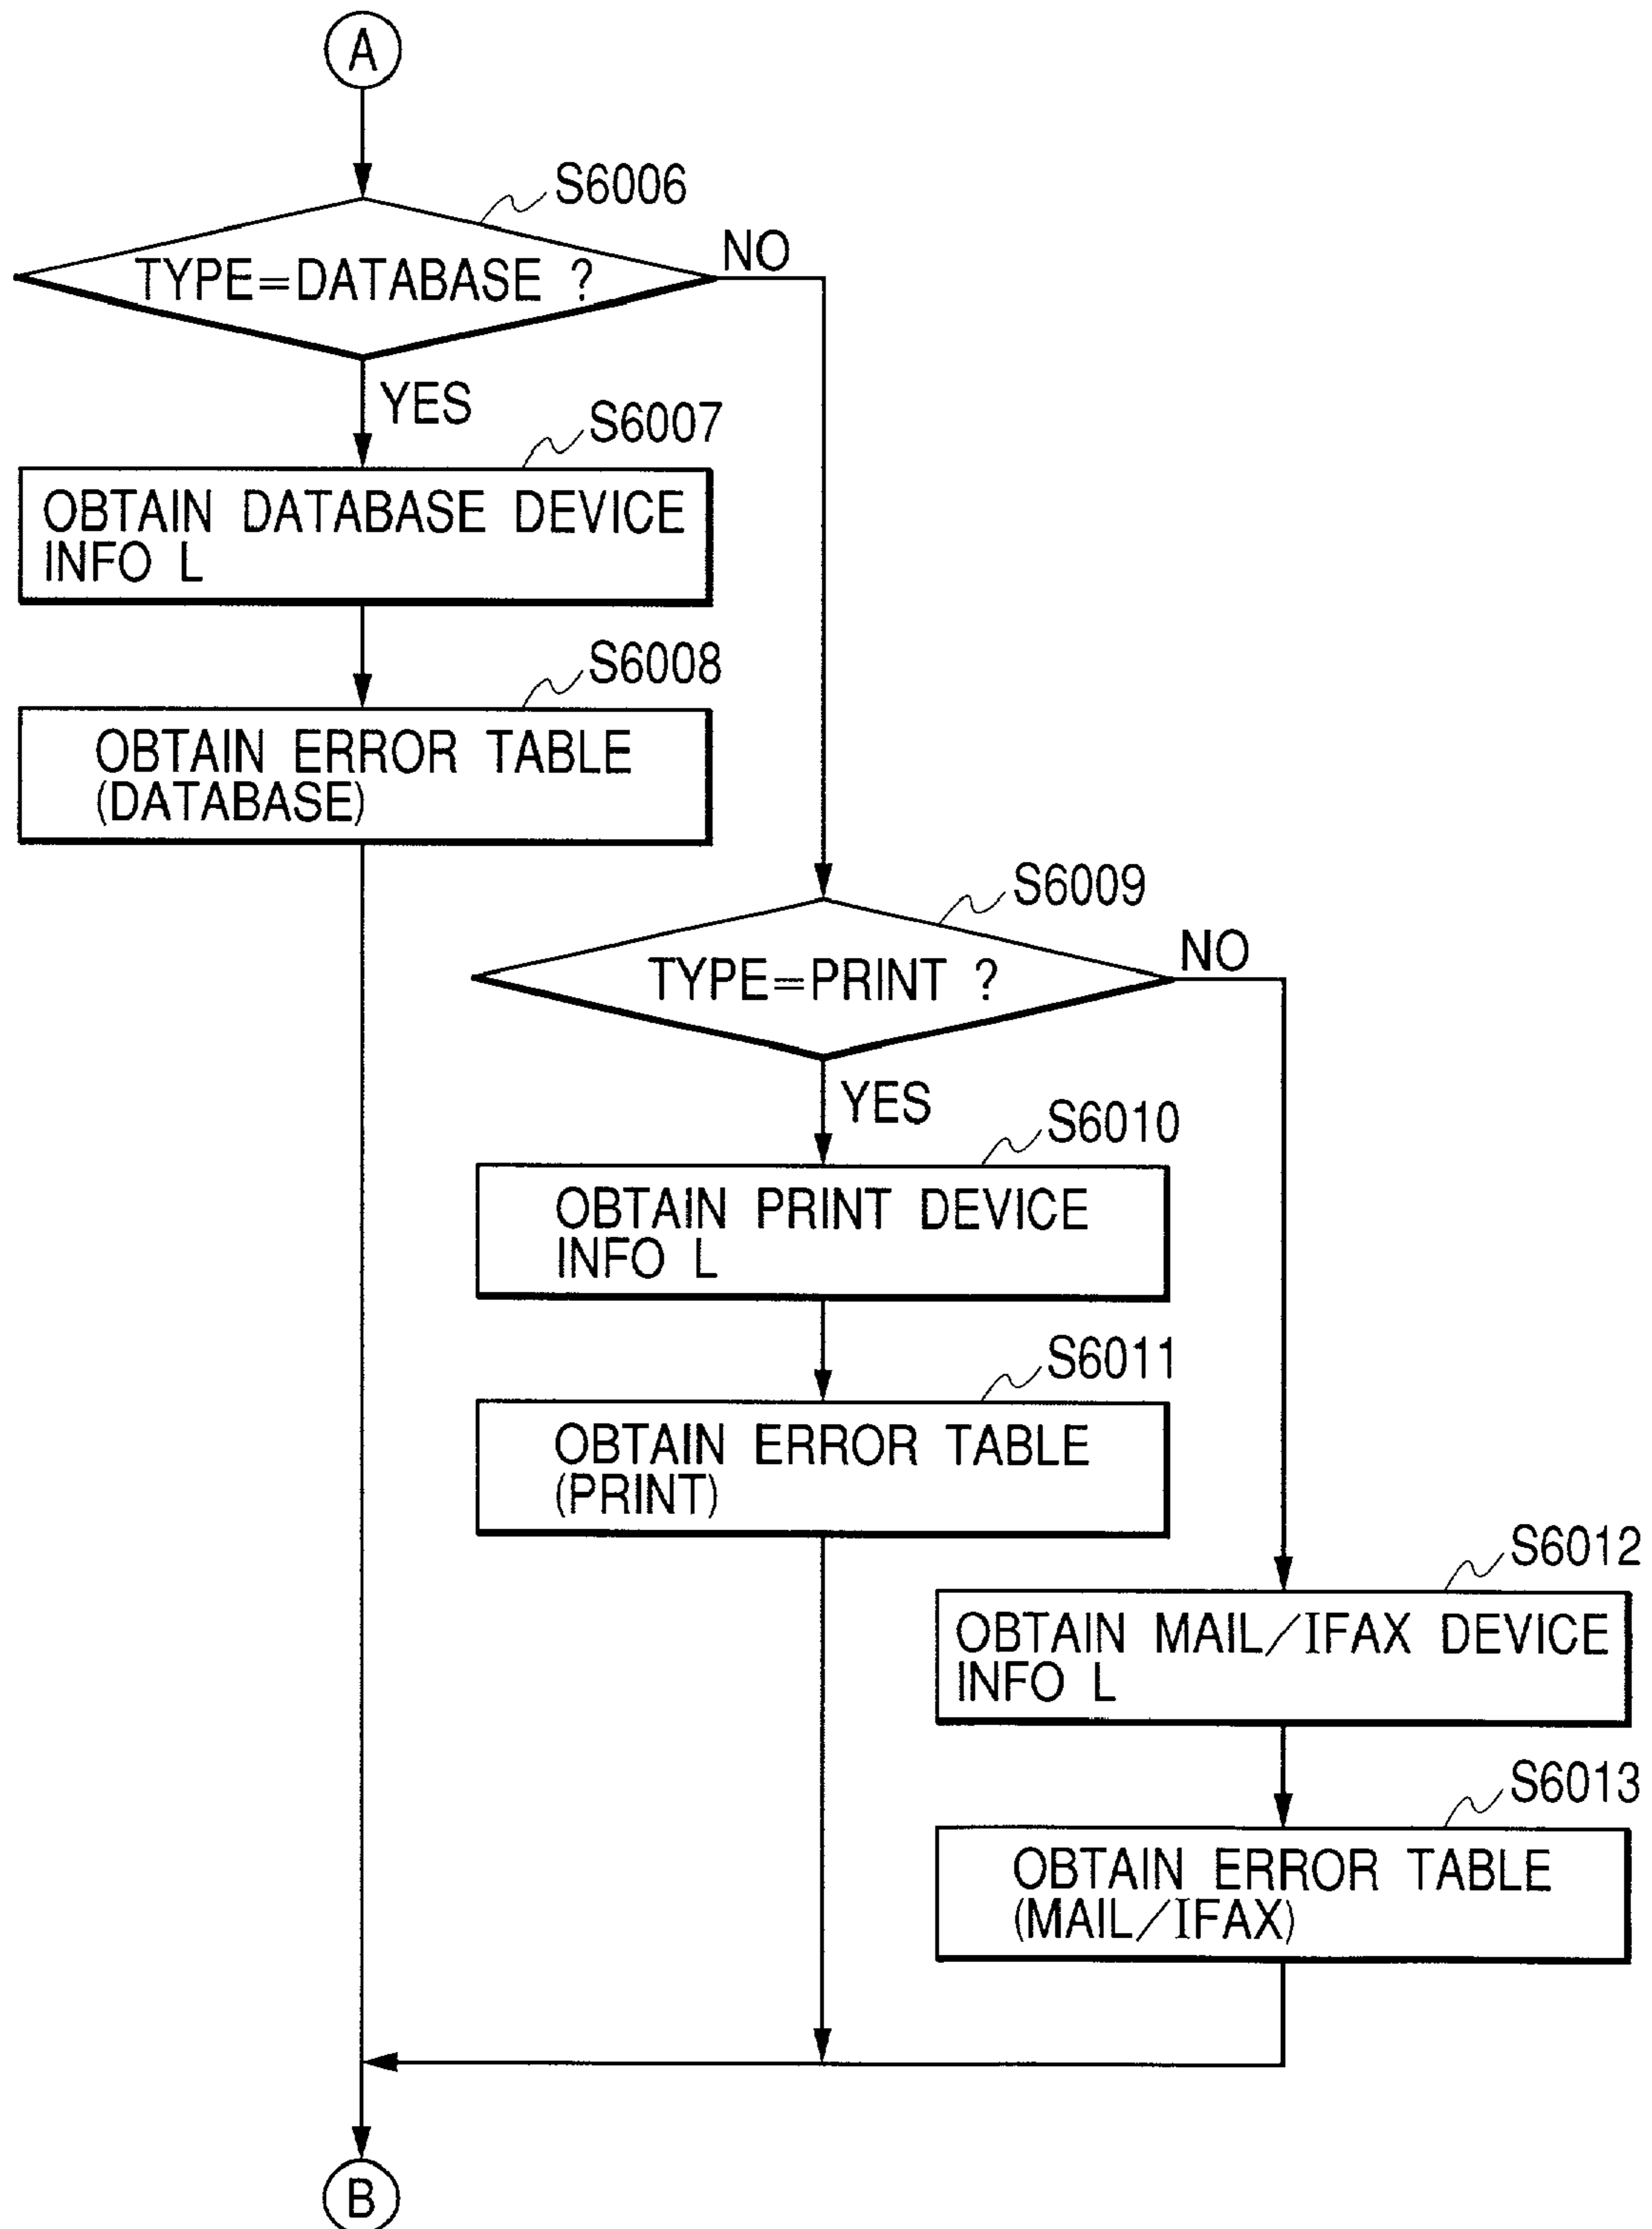 A
S6006
TYPE=DATABASE ?
NO
YES
S6007
OBTAIN DATABASE DEVICE
INFO L
S6008
OBTAIN ERROR TABLE
(DATABASE)
S6009
TYPE=PRINT ?
NO
YES
S6010
OBTAIN PRINT DEVICE
INFO L
S6011
OBTAIN ERROR TABLE
(PRINT)
S6012
OBTAIN MAIL/IFAX DEVICE
INFO L
S6013
OBTAIN ERROR TABLE
(MAIL/IFAX)
B